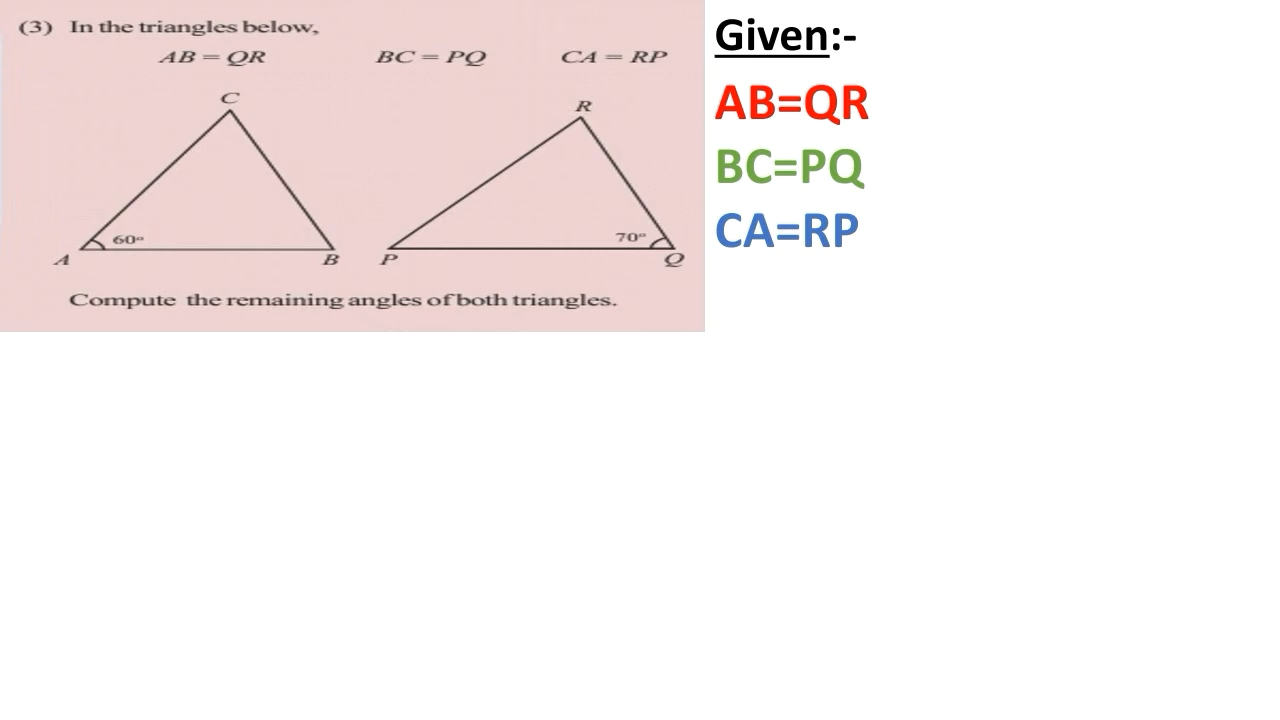 (3) In the triangles below,
AB = QR BC = PQ CA = RP
C
R
60°
70°
A
B
P
Q
Compute the remaining angles of both triangles.
Given:-
AB=QR
BC=PQ
CA=RP